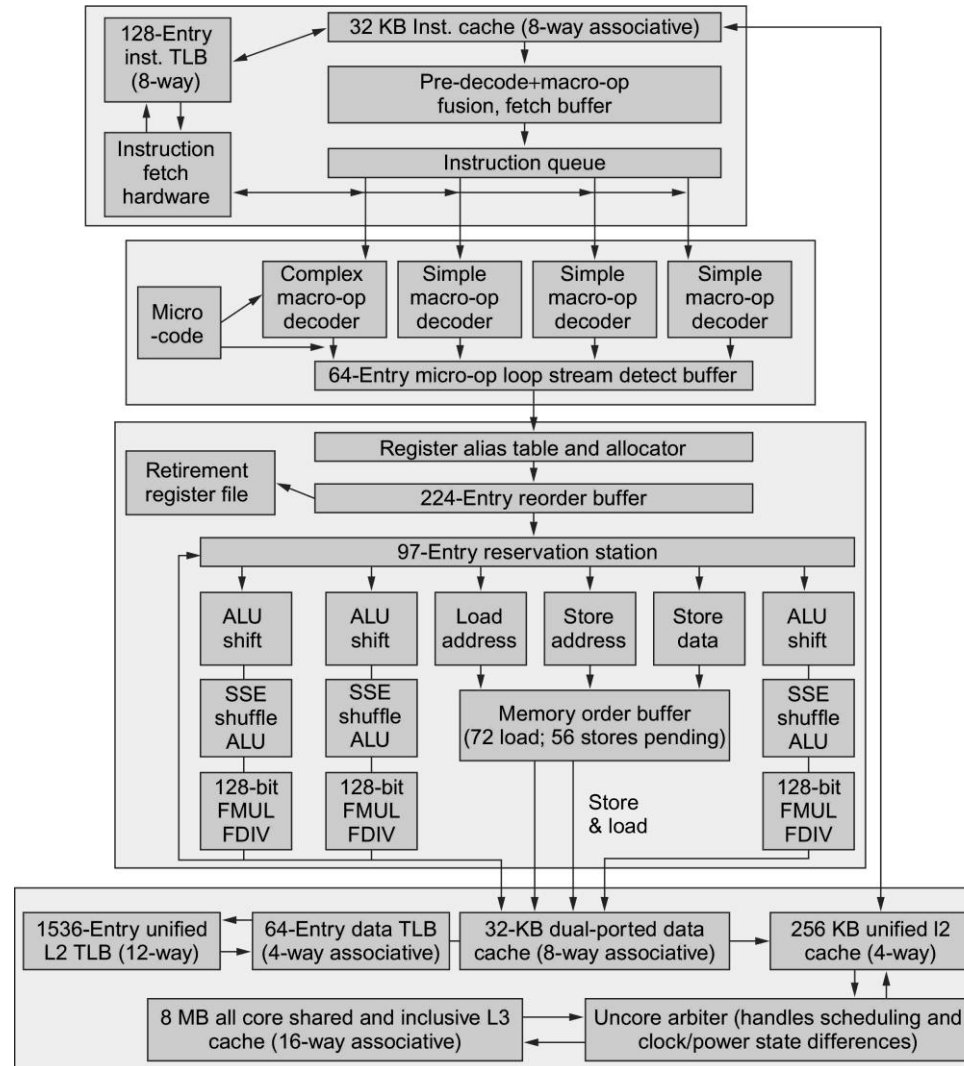 128-Entry
inst. TLB
(8-way)
32 KB Inst. cache (8-way associative)
Pre-decode+macro-op
fusion, fetch buffer
Instruction
fetch
hardware
Instruction queue
Micro
-code
Complex
macro-op
decoder
Simple
macro-op
decoder
Simple
macro-op
decoder
Simple
macro-op
decoder
64-Entry micro-op loop stream detect buffer
Register alias table and allocator
Retirement
register file
224-Entry reorder buffer
97-Entry reservation station
ALU
shift
ALU
shift
Load
address
Store
address
Store
data
ALU
shift
SSE
shuffle
ALU
SSE
shuffle
ALU
Memory order buffer
(72 load; 56 stores pending)
SSE
shuffle
ALU
128-bit
FMUL
FDIV
128-bit
FMUL
FDIV
Store
& load
128-bit
FMUL
FDIV
1536-Entry unified
L2 TLB (12-way)
64-Entry data TLB
(4-way associative)
32-KB dual-ported data
cache (8-way associative)
256 KB unified l2
cache (4-way)
8 MB all core shared and inclusive L3
cache (16-way associative)
Uncore arbiter (handles scheduling and
clock/power state differences)